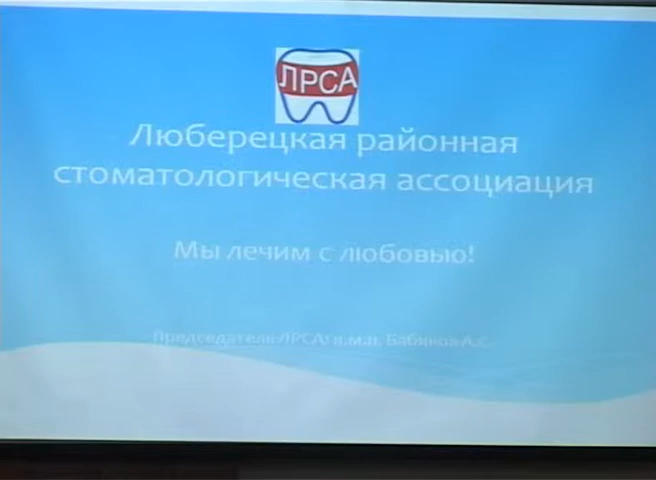 ЛРСА
Люберецкая районная
стоматологическая ассоциация
Мы лечим с любовью!
Председатель ЛРСА: А.С.